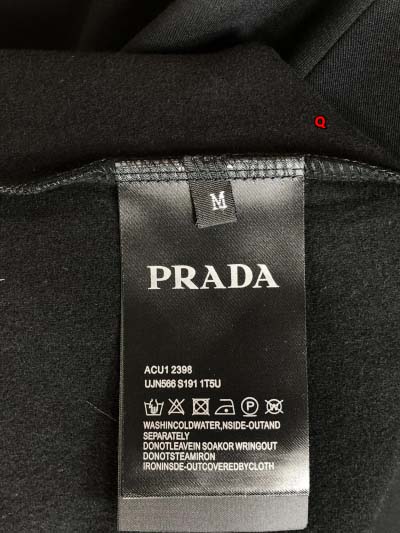 Q
M
PRADA
ACU1 2398
UJN566 S191 1T5U
P
WASHINCOLDWATER,NSIDE-OUTAND
SEPARATELY
DONOTLEAVEIN SOAKOR WRINGOUT
DONOTSTEAMIRON
IRONINSDE-OUTCOVEREDBYCLOTH